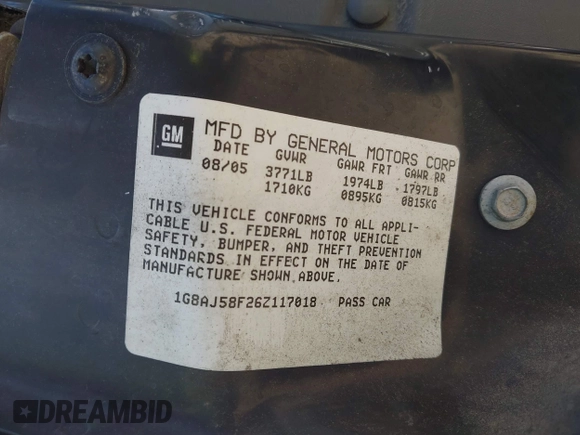 GM
MFD BY GENERAL MOTORS CORP
DATE GVWR GAWR FRT GAWR RR
08/05 3771LB 1974LB 1797LB
1710KG 0895KG 0815KG
THIS VEHICLE CONFORMS TO ALL APPLI-
CABLE U.S. FEDERAL MOTOR VEHICLE
SAFETY, BUMPER, AND THEFT PREVENTION
STANDARDS IN EFFECT ON THE DATE OF
MANUFACTURE SHOWN ABOVE.
1G8AJ58F26Z117018 PASS CAR
DREAMBID